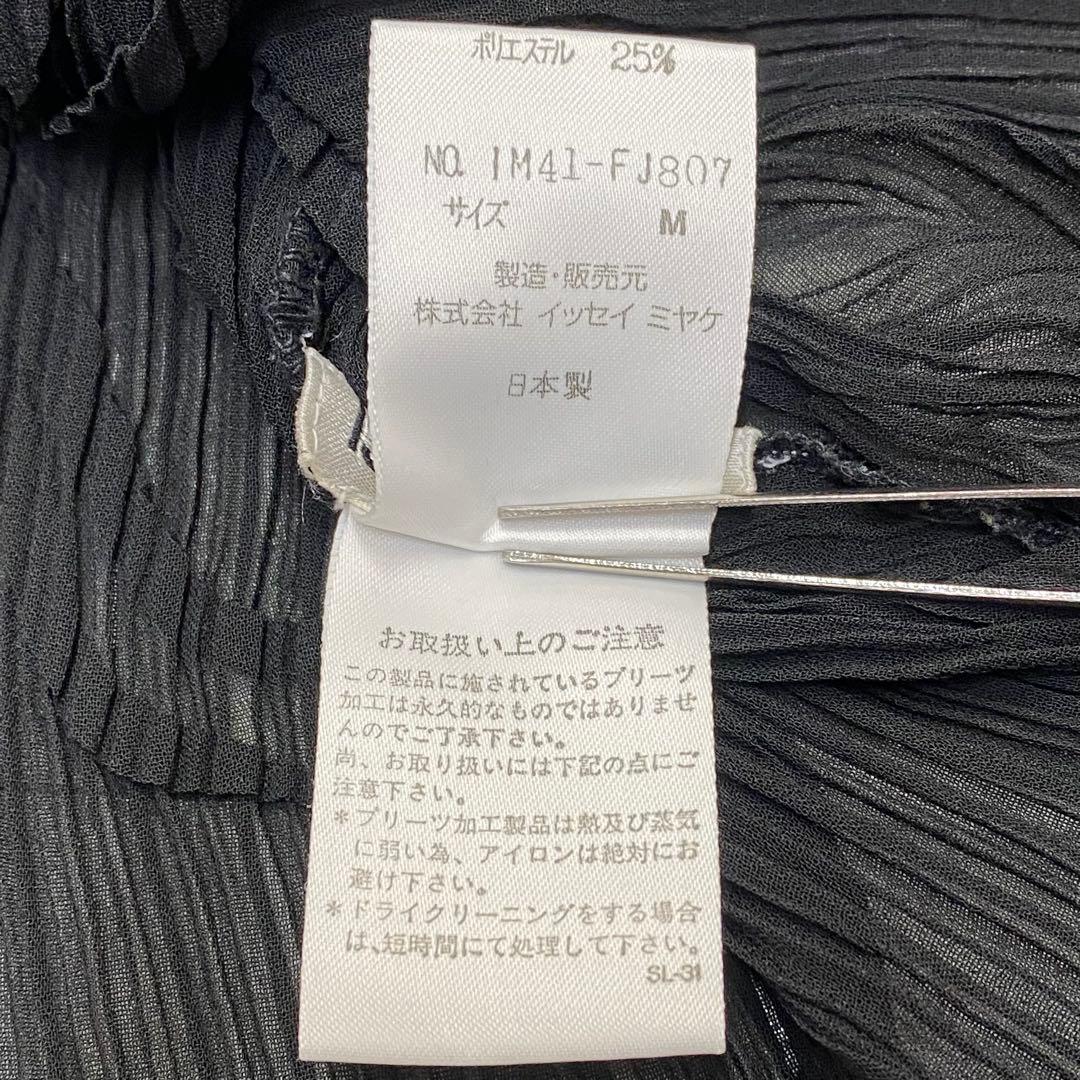 ポリエステル 25%
NO. IM41-FJ807
サイズ M
製造・販売元
株式会社 イッセイ ミヤケ
日本製
お取扱い上のご注意
この製品に施されているプリーツ
加工は永久的なものではありませ
んのでご了承下さい。
尚、お取り扱いには下記の点にご
注意下さい。
*プリーツ加工製品は熱及び蒸気
に弱い為、アイロンは絶対にお
避け下さい。
*ドライクリーニングをする場合
は、短時間にて処理して下さい。
SL-31